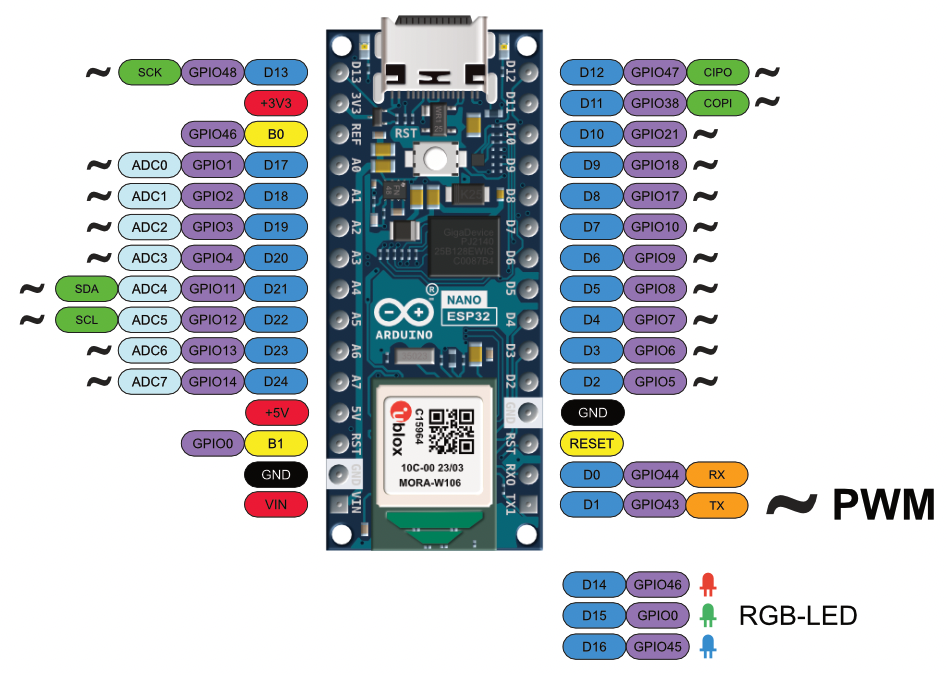 ~ SCK GPIO48 D13
+3V3
GPIO46 B0
~ ADC0 GPIO1 D17
~ ADC1 GPIO2 D18
~ ADC2 GPIO3 D19
~ ADC3 GPIO4 D20
~ SDA ADC4 GPIO11 D21
~ SCL ADC5 GPIO12 D22
~ ADC6 GPIO13 D23
~ ADC7 GPIO14 D24
+5V
GPIO0 B1
GND
VIN
D13
3V3
REF
A0
A1
A2
A3
A4
A5
A6
A7
5V
RST
GND
VIN
RST
GigaDevice
25B128EWIG
®
NANO
ESP32
ARDUINO
ublox
C15964
10C-00 23/03
MORA-W106
D12
D11
D10
D9
D8
D7
D6
D5
D4
D3
D2
GND
RST
RX0
TX1
D12 GPIO47 CIPO ~
D11 GPIO38 COPI ~
D10 GPIO21 ~
D9 GPIO18 ~
D8 GPIO17 ~
D7 GPIO10 ~
D6 GPIO9 ~
D5 GPIO8 ~
D4 GPIO7 ~
D3 GPIO6 ~
D2 GPIO5 ~
GND
RESET
D0 GPIO44 RX
D1 GPIO43 TX
~ PWM
D14 GPIO46
D15 GPIO0
D16 GPIO45
RGB-LED